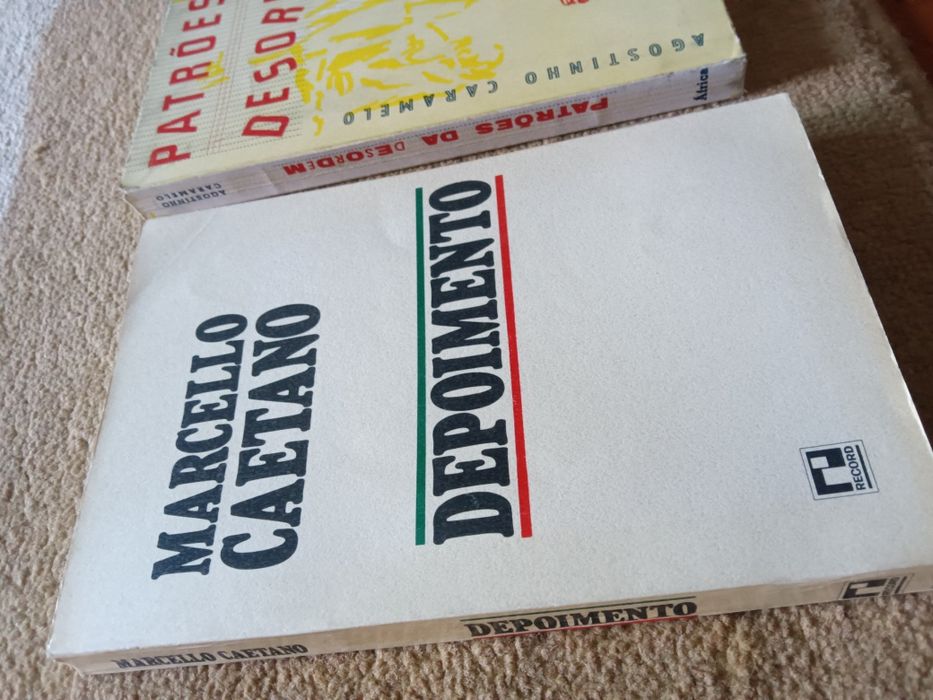 PATRÕES
DESOR
AGOSTINHO CARAMELO
AGOSTINHO
CARAMELO
PATRÕES DA DESORDEM
África
MARCELLO
CAETANO
DEPOIMENTO
RECORD
MARCELLO CAETANO
DEPOIMENTO